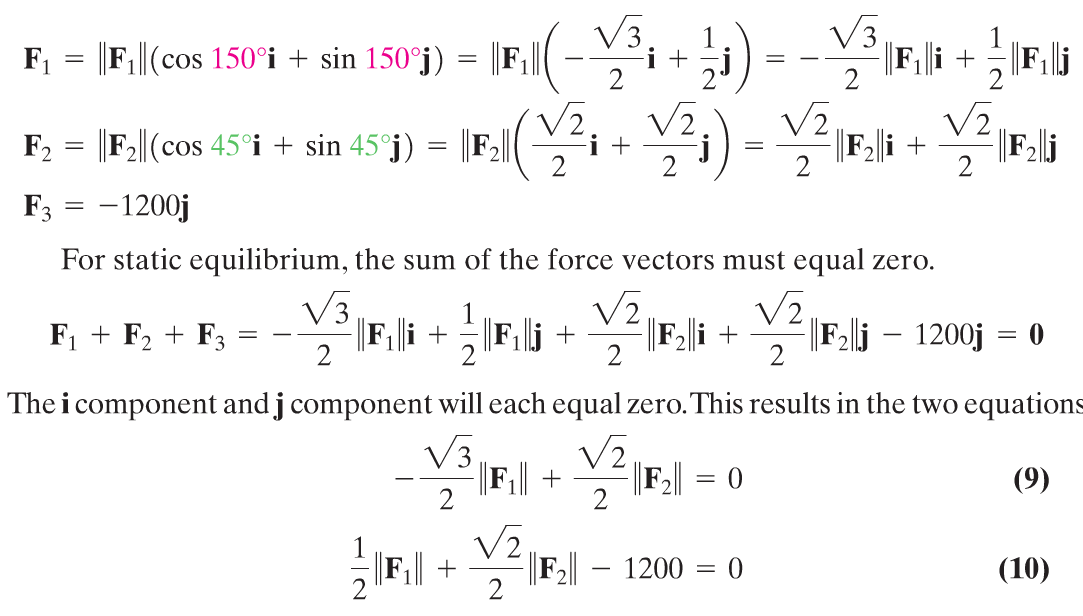 F₁ = ‖F₁‖(cos 150°i + sin 150°j) = ‖F₁‖(−√3/2 i + 1/2 j) = −√3/2 ‖F₁‖i + 1/2 ‖F₁‖j
F₂ = ‖F₂‖(cos 45°i + sin 45°j) = ‖F₂‖(√2/2 i + √2/2 j) = √2/2 ‖F₂‖i + √2/2 ‖F₂‖j
F₃ = −1200j
For static equilibrium, the sum of the force vectors must equal zero.
F₁ + F₂ + F₃ = −√3/2 ‖F₁‖i + 1/2 ‖F₁‖j + √2/2 ‖F₂‖i + √2/2 ‖F₂‖j − 1200j = 0
The i component and j component will each equal zero. This results in the two equations
−√3/2 ‖F₁‖ + √2/2 ‖F₂‖ = 0 (9)
1/2 ‖F₁‖ + √2/2 ‖F₂‖ − 1200 = 0 (10)